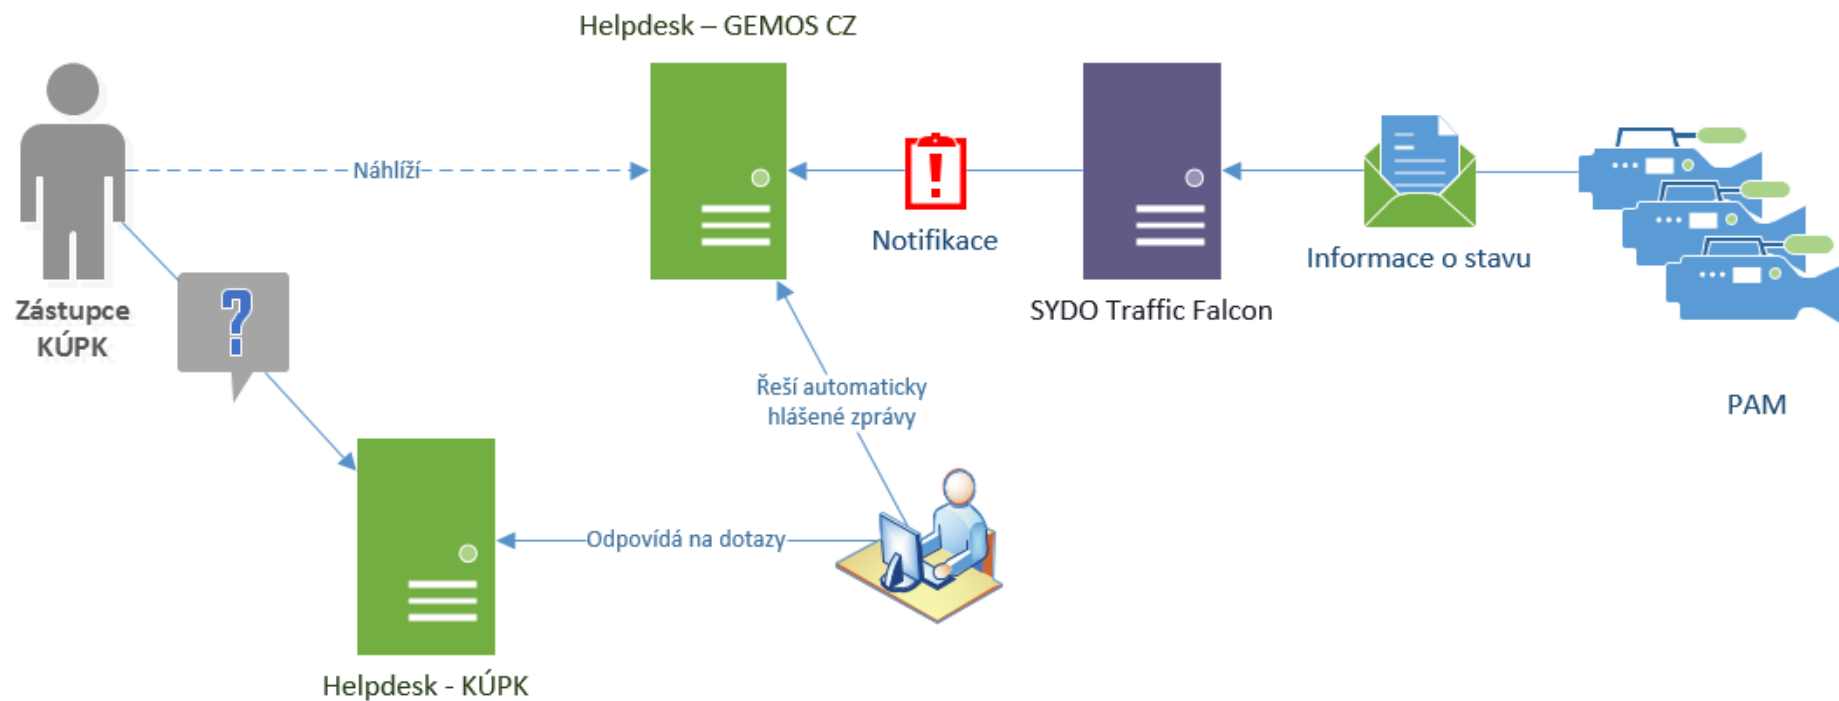 Helpdesk – GEMOS CZ
Náhlíží
Notifikace
Informace o stavu
SYDO Traffic Falcon
Zástupce
KÚPK
?
Řeší automaticky
hlášené zprávy
PAM
Odpovídá na dotazy
Helpdesk - KÚPK